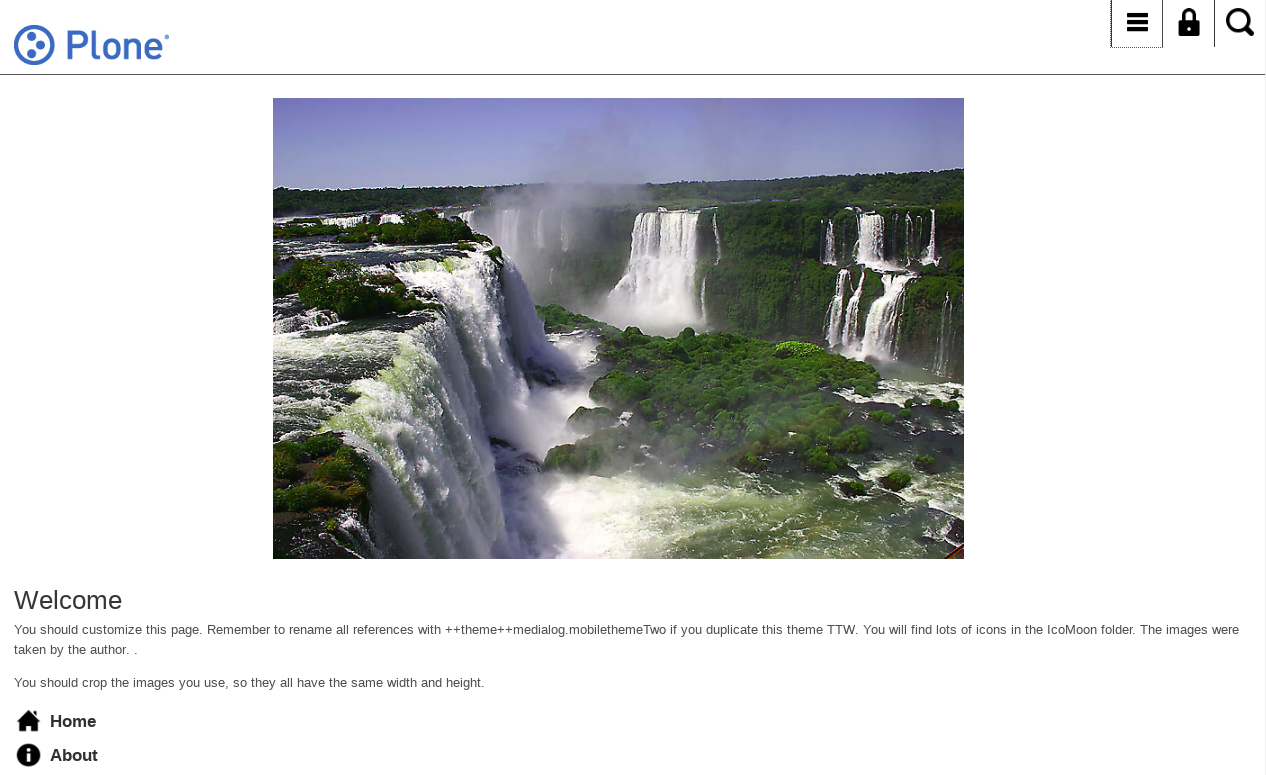 Plone®
Welcome
You should customize this page. Remember to rename all references with ++theme++medialog.mobilethemeTwo if you duplicate this theme TTW. You will find lots of icons in the IcoMoon folder. The images were
taken by the author. .
You should crop the images you use, so they all have the same width and height.
Home
About